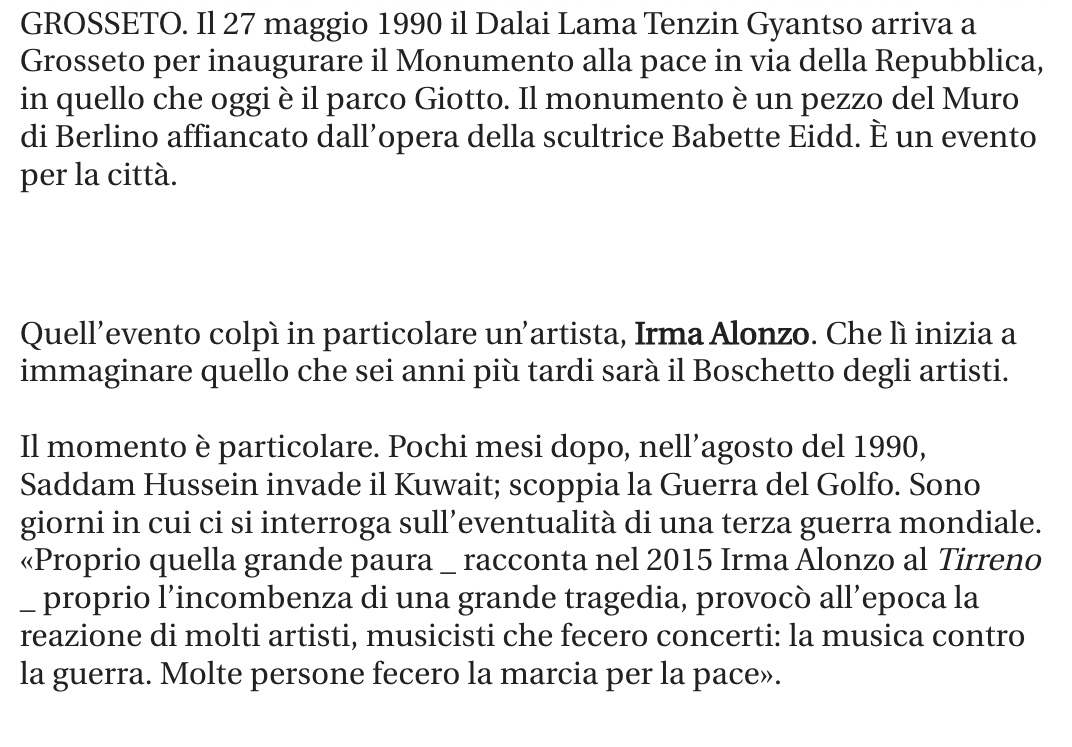 GROSSETO. Il 27 maggio 1990 il Dalai Lama Tenzin Gyantso arriva a
Grosseto per inaugurare il Monumento alla pace in via della Repubblica,
in quello che oggi è il parco Giotto. Il monumento è un pezzo del Muro
di Berlino affiancato dall’opera della scultrice Babette Eidd. È un evento
per la città.
Quell’evento colpì in particolare un’artista, Irma Alonzo. Che lì inizia a
immaginare quello che sei anni più tardi sarà il Boschetto degli artisti.
Il momento è particolare. Pochi mesi dopo, nell’agosto del 1990,
Saddam Hussein invade il Kuwait; scoppia la Guerra del Golfo. Sono
giorni in cui ci si interroga sull’eventualità di una terza guerra mondiale.
«Proprio quella grande paura _ racconta nel 2015 Irma Alonzo al Tirreno
_ proprio l’incombenza di una grande tragedia, provocò all’epoca la
reazione di molti artisti, musicisti che fecero concerti: la musica contro
la guerra. Molte persone fecero la marcia per la pace».